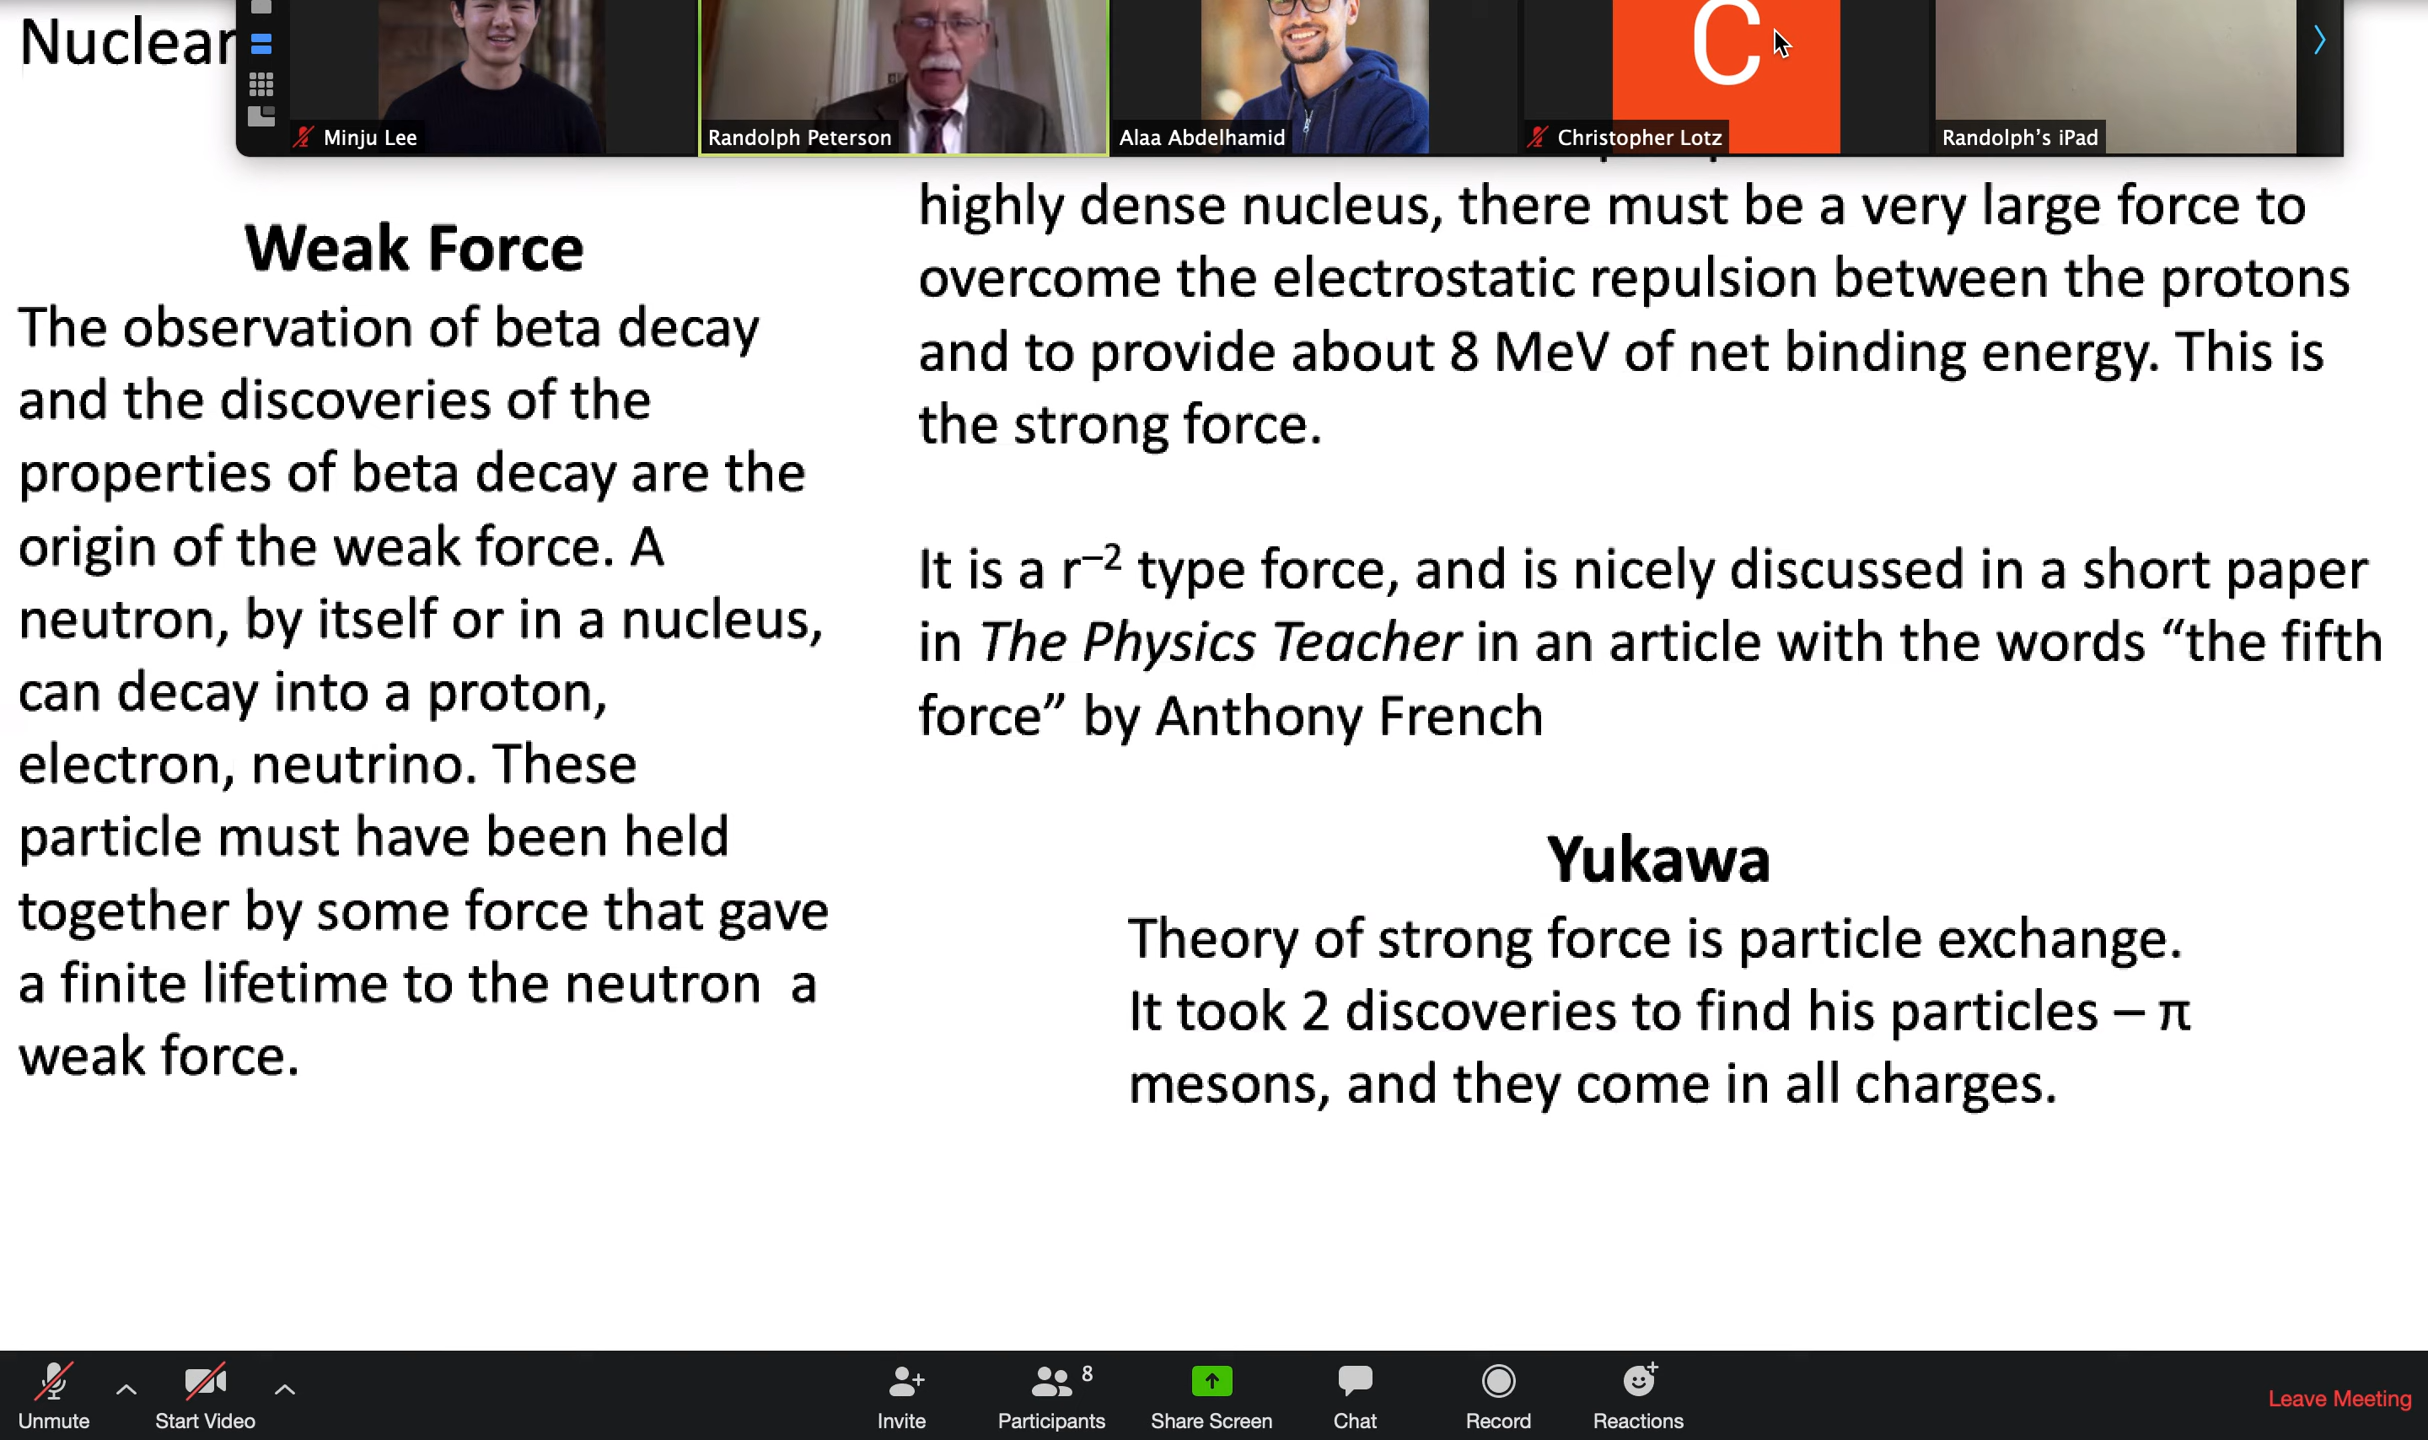 Nuclear
Minju Lee
Randolph Peterson
Alaa Abdelhamid
C
Christopher Lotz
Randolph's iPad
Weak Force
The observation of beta decay
and the discoveries of the
properties of beta decay are the
origin of the weak force. A
neutron, by itself or in a nucleus,
can decay into a proton,
electron, neutrino. These
particle must have been held
together by some force that gave
a finite lifetime to the neutron  a
weak force.
highly dense nucleus, there must be a very large force to
overcome the electrostatic repulsion between the protons
and to provide about 8 MeV of net binding energy. This is
the strong force.
It is a r⁻² type force, and is nicely discussed in a short paper
in The Physics Teacher in an article with the words “the fifth
force” by Anthony French
Yukawa
Theory of strong force is particle exchange.
It took 2 discoveries to find his particles – π
mesons, and they come in all charges.
Unmute
Start Video
Invite
Participants 8
Share Screen
Chat
Record
Reactions
Leave Meeting